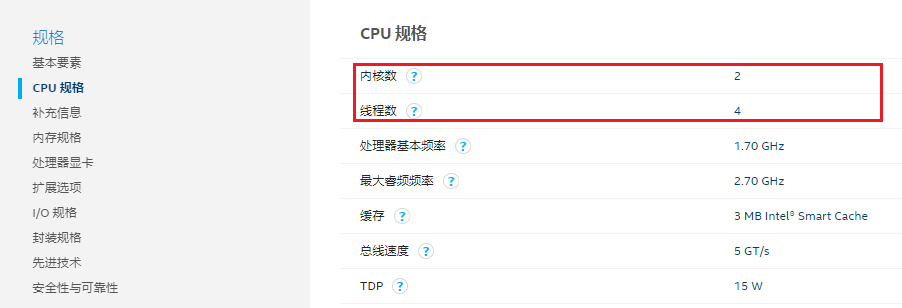 规格
基本要素
CPU 规格
补充信息
内存规格
处理器显卡
扩展选项
I/O 规格
封装规格
先进技术
安全性与可靠性
CPU 规格
内核数 ? 2
线程数 ? 4
处理器基本频率 ? 1.70 GHz
最大睿频频率 ? 2.70 GHz
缓存 ? 3 MB Intel® Smart Cache
总线速度 ? 5 GT/s
TDP ? 15 W